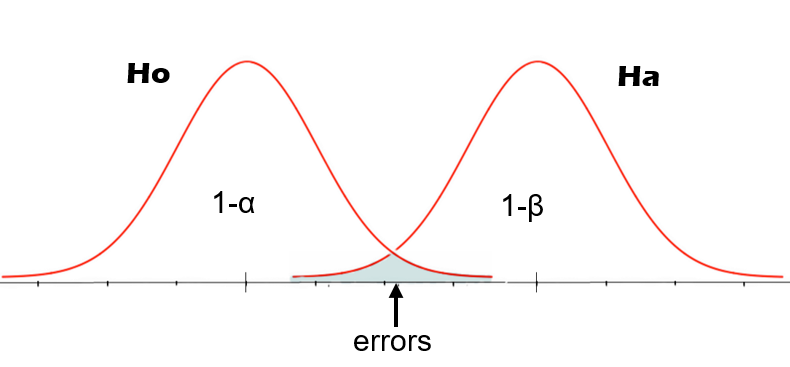 Ho
Ha
1-α
1-β
errors